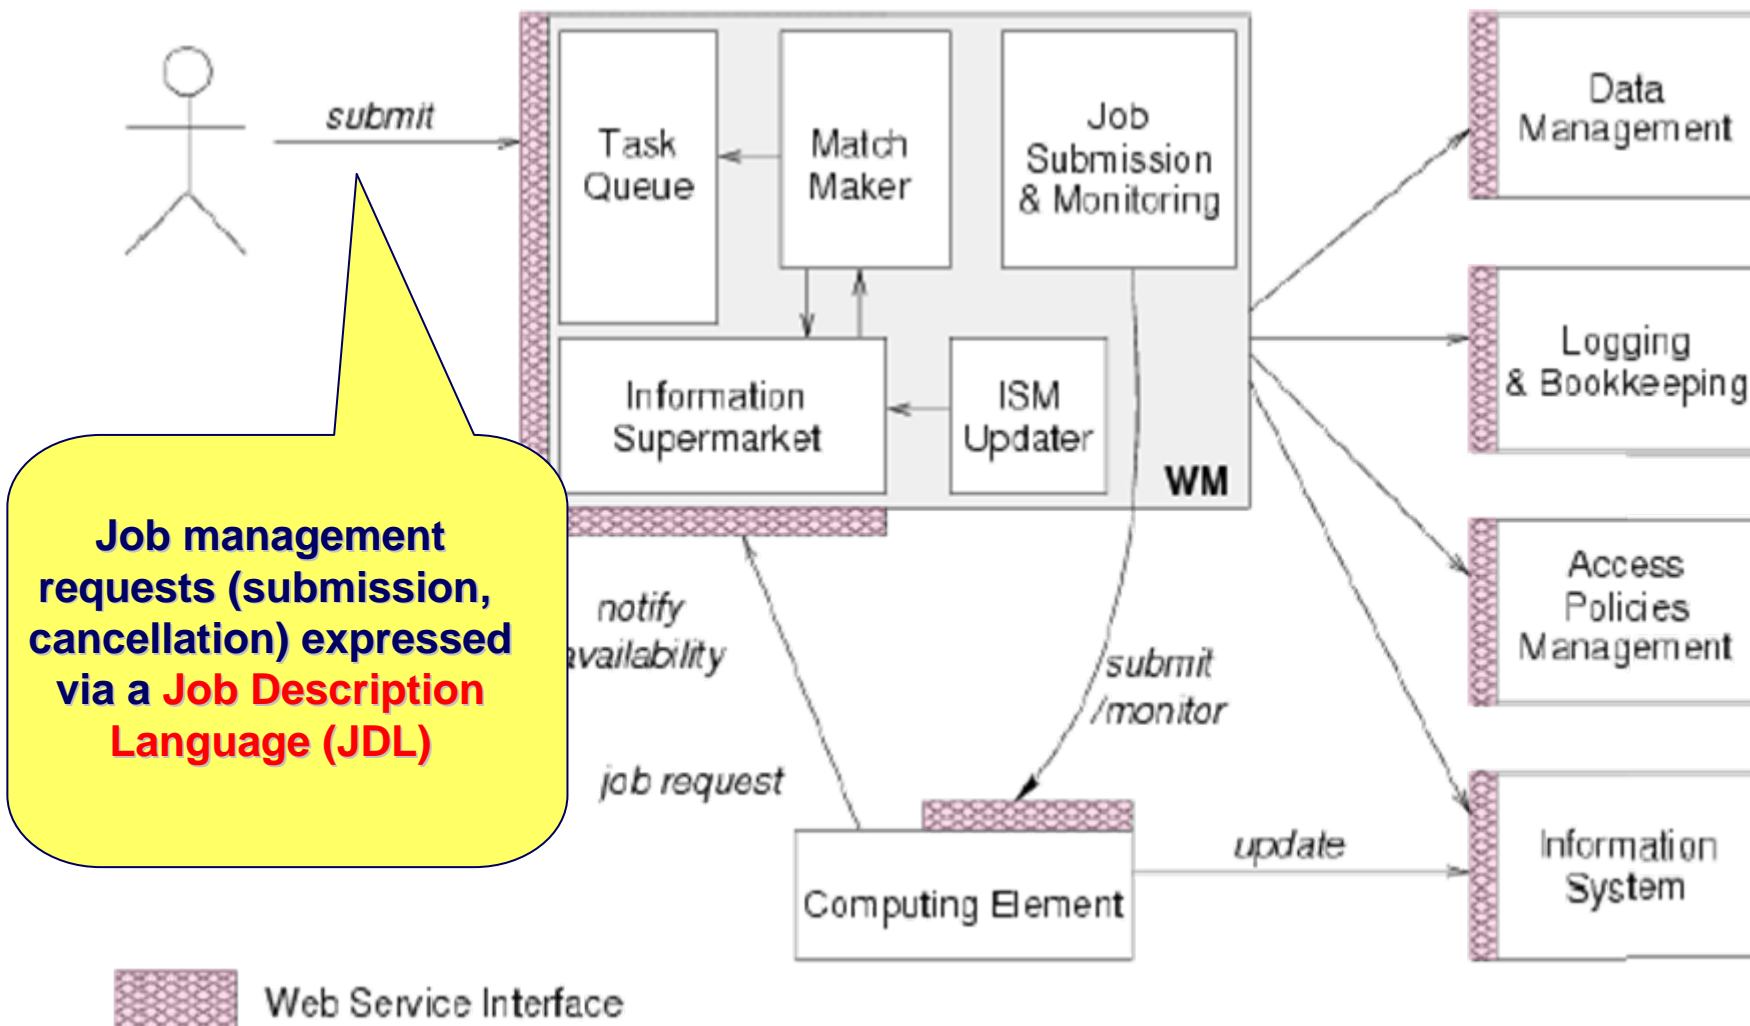 submit
Task
Queue
Match
Maker
Job
Submission
& Monitoring
Data
Management
Information
Supermarket
ISM
Updater
WM
Logging
& Bookkeeping
Job management
requests (submission,
cancellation) expressed
via a Job Description
Language (JDL)
notify
availability
job request
submit
/monitor
Access
Policies
Management
Computing Element
update
Information
System
Web Service Interface